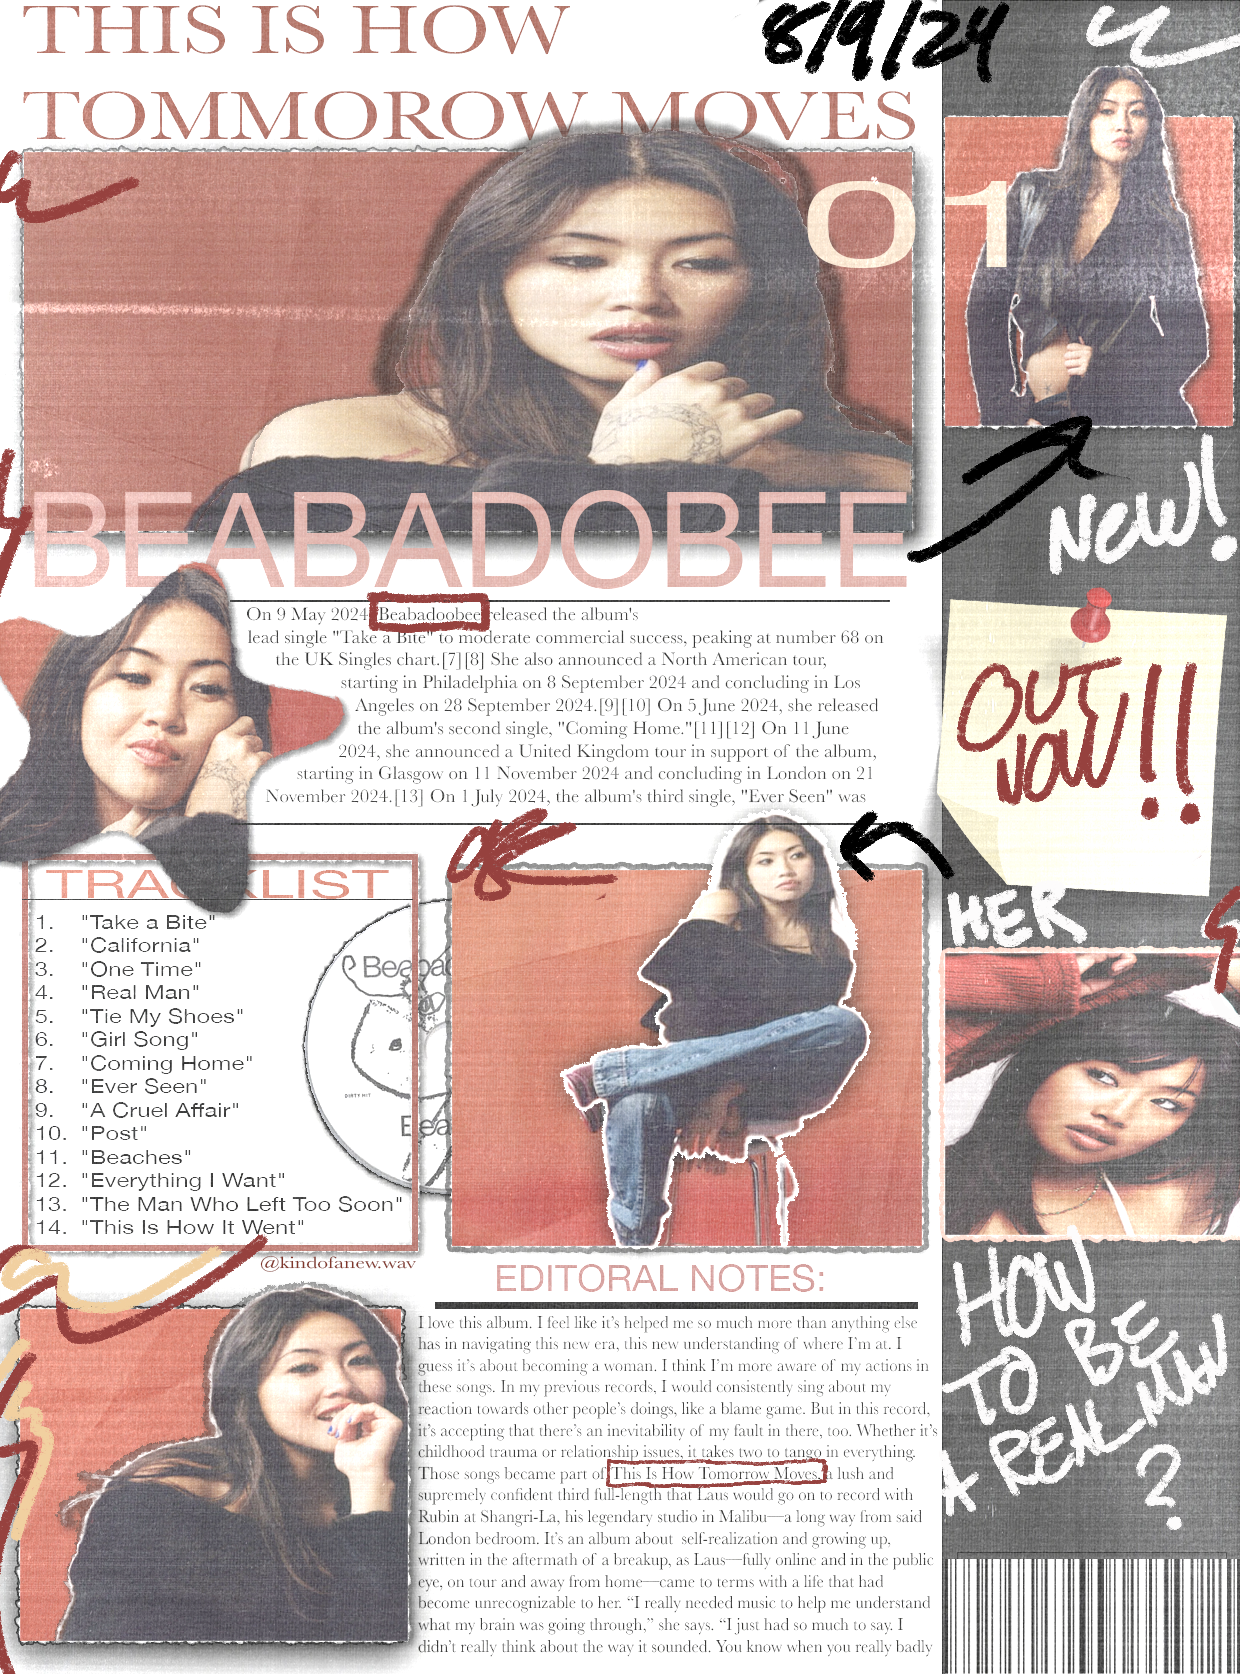 THIS IS HOW
TOMMOROW MOVES
8/9/24
01
BEABADOBEE
NEW!
On 9 May 2024 Beabadoobee released the album's
lead single "Take a Bite" to moderate commercial success, peaking at number 68 on
the UK Singles chart.[7][8] She also announced a North American tour,
starting in Philadelphia on 8 September 2024 and concluding in Los
Angeles on 28 September 2024.[9][10] On 5 June 2024, she released
the album's second single, "Coming Home."[11][12] On 11 June
2024, she announced a United Kingdom tour in support of the album,
starting in Glasgow on 11 November 2024 and concluding in London on 21
November 2024.[13] On 1 July 2024, the album's third single, "Ever Seen" was
OUT
NOW!!
HER
TRACKLIST
1. "Take a Bite"
2. "California"
3. "One Time"
4. "Real Man"
5. "Tie My Shoes"
6. "Girl Song"
7. "Coming Home"
8. "Ever Seen"
9. "A Cruel Affair"
10. "Post"
11. "Beaches"
12. "Everything I Want"
13. "The Man Who Left Too Soon"
14. "This Is How It Went"
Beaba
DIRTY HIT
Bea
@kindofanew.wav
EDITORAL NOTES:
I love this album. I feel like it's helped me so much more than anything else
has in navigating this new era, this new understanding of where I'm at. I
guess it's about becoming a woman. I think I'm more aware of my actions in
these songs. In my previous records, I would consistently sing about my
reaction towards other people's doings, like a blame game. But in this record,
it's accepting that there's an inevitability of my fault in there, too. Whether it's
childhood trauma or relationship issues, it takes two to tango in everything.
Those songs became part of This Is How Tomorrow Moves, a lush and
supremely confident third full-length that Laus would go on to record with
Rubin at Shangri-La, his legendary studio in Malibu—a long way from said
London bedroom. It's an album about self-realization and growing up,
written in the aftermath of a breakup, as Laus—fully online and in the public
eye, on tour and away from home—came to terms with a life that had
become unrecognizable to her. “I really needed music to help me understand
what my brain was going through,” she says. “I just had so much to say. I
didn't really think about the way it sounded. You know when you really badly
HOW
TO BE
A REAL MAN
?